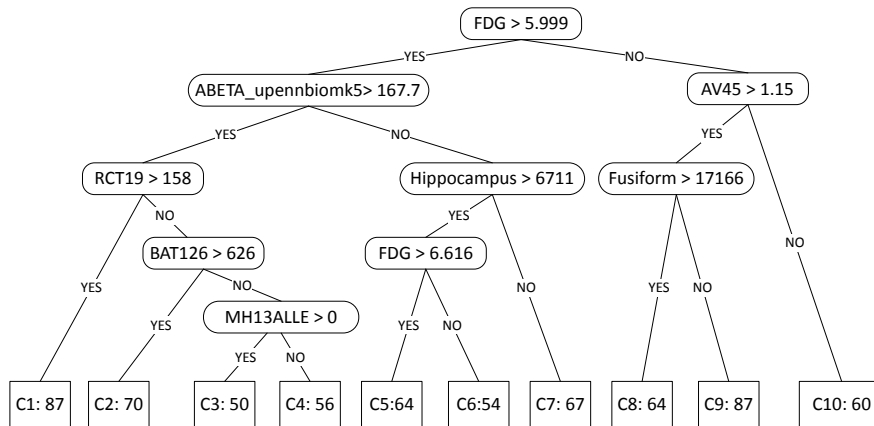 FDG > 5.999
YES
NO
ABETA_upennbiomk5> 167.7
AV45 > 1.15
YES
NO
YES
RCT19 > 158
Hippocampus > 6711
Fusiform > 17166
NO
YES
NO
BAT126 > 626
FDG > 6.616
YES
NO
NO
YES
NO
MH13ALLE > 0
YES
YES
NO
YES
NO
YES
NO
C1: 87
C2: 70
C3: 50
C4: 56
C5:64
C6:54
C7: 67
C8: 64
C9: 87
C10: 60